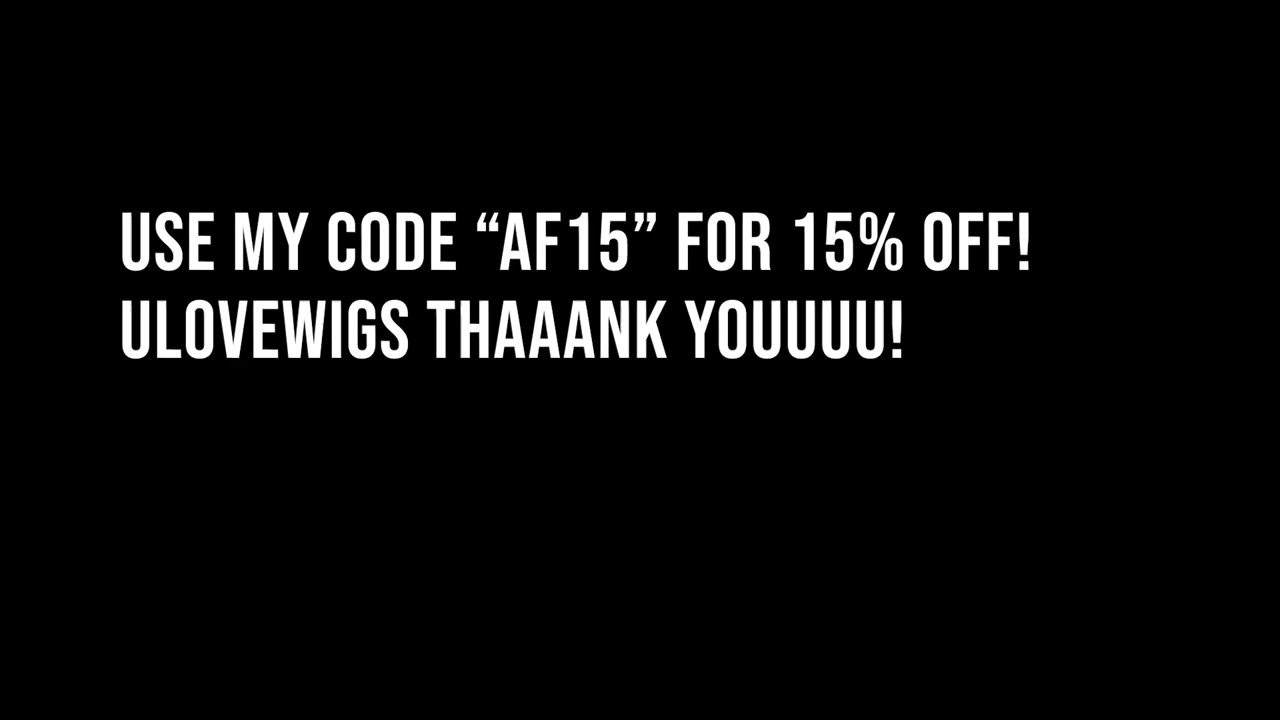 USE MY CODE “AF15” FOR 15% OFF!
ULOVEWIGS THAAANK YOUUUU!